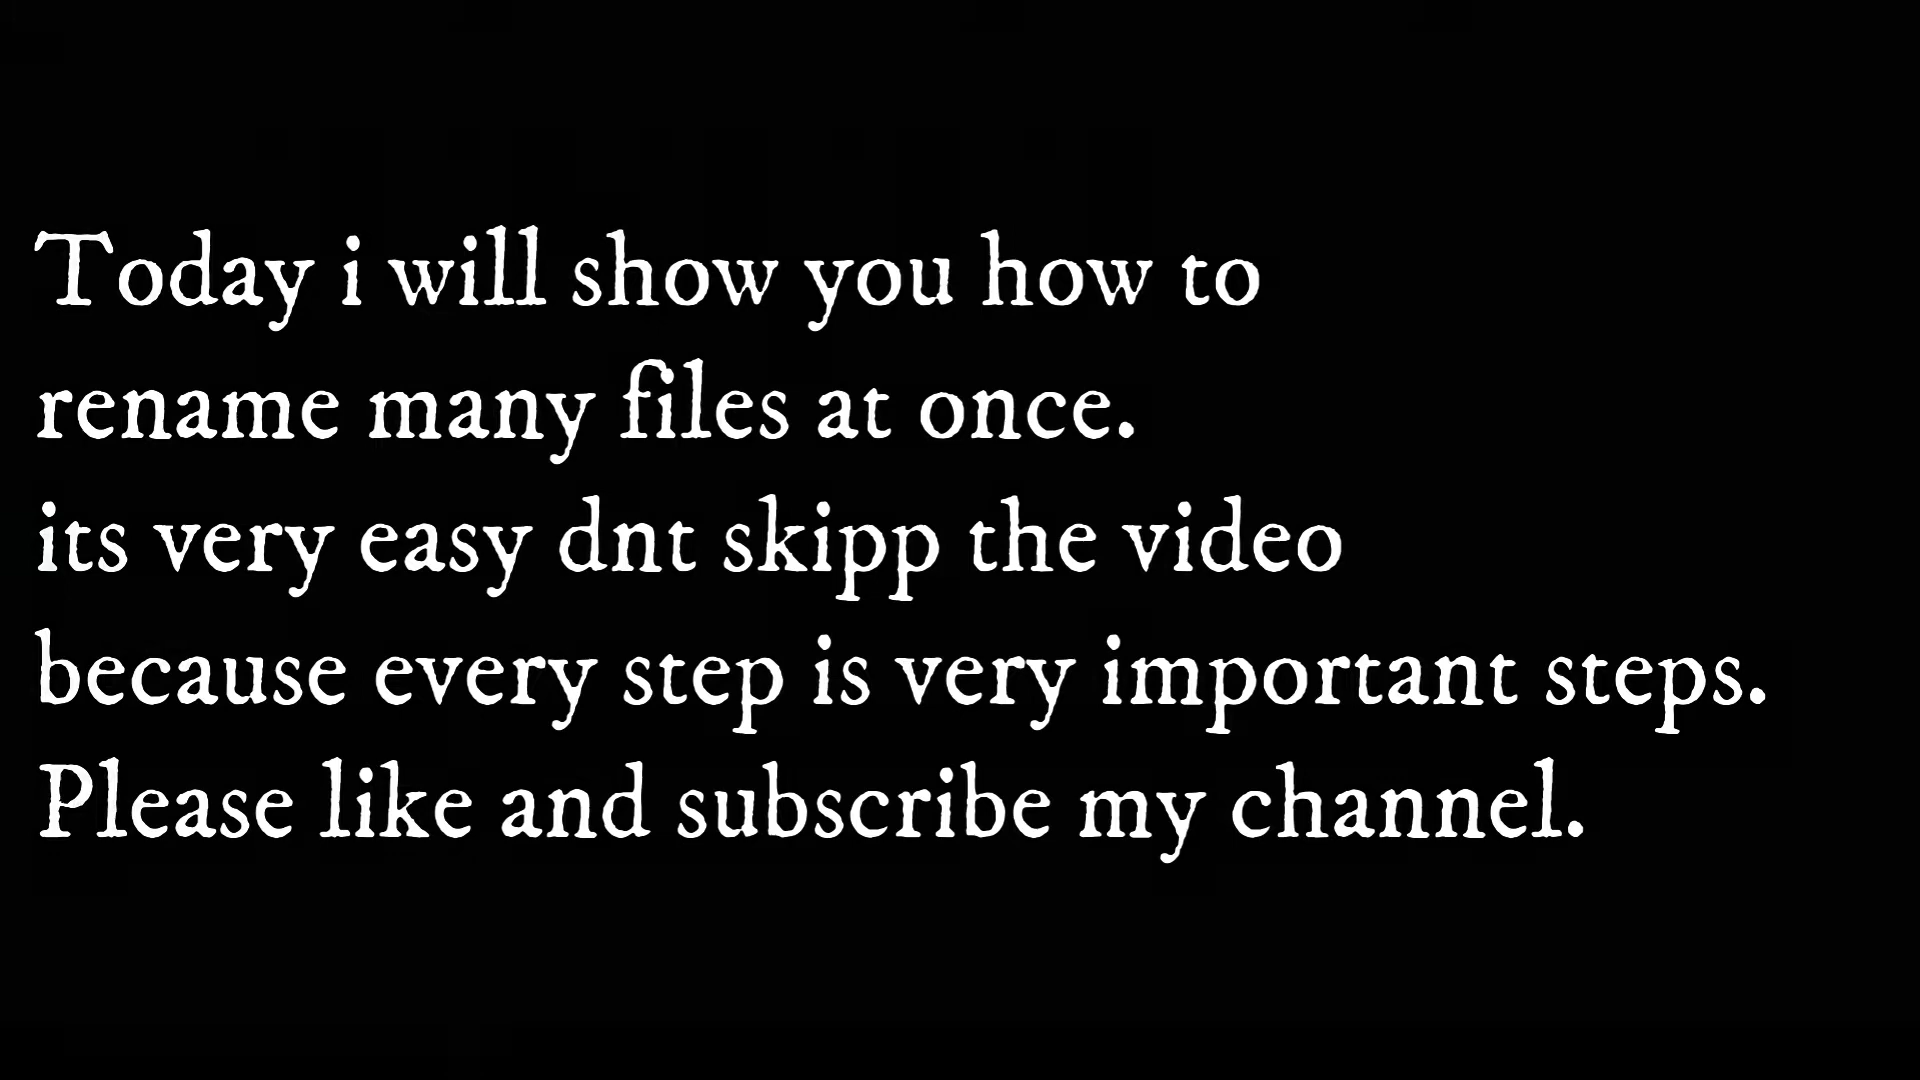 Today i will show you how to
rename many files at once.
its very easy dnt skipp the video
because every step is very important steps.
Please like and subscribe my channel.